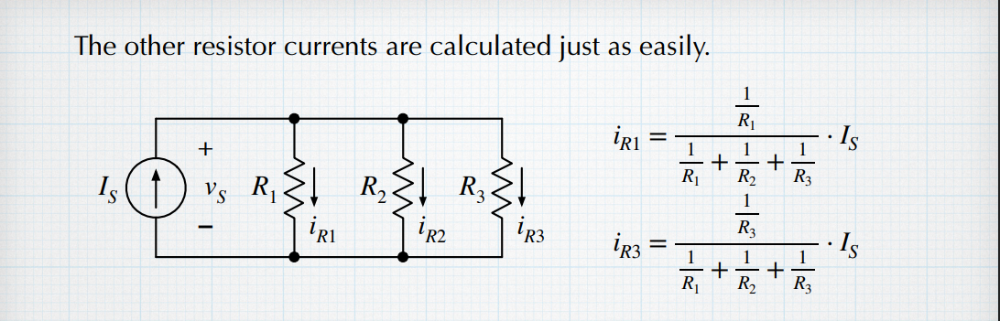 The other resistor currents are calculated just as easily.
I_S
+
v_S
−
R_1
i_R1
R_2
i_R2
R_3
i_R3
i_R1 = (1/R_1) / (1/R_1 + 1/R_2 + 1/R_3) · I_S
i_R3 = (1/R_3) / (1/R_1 + 1/R_2 + 1/R_3) · I_S